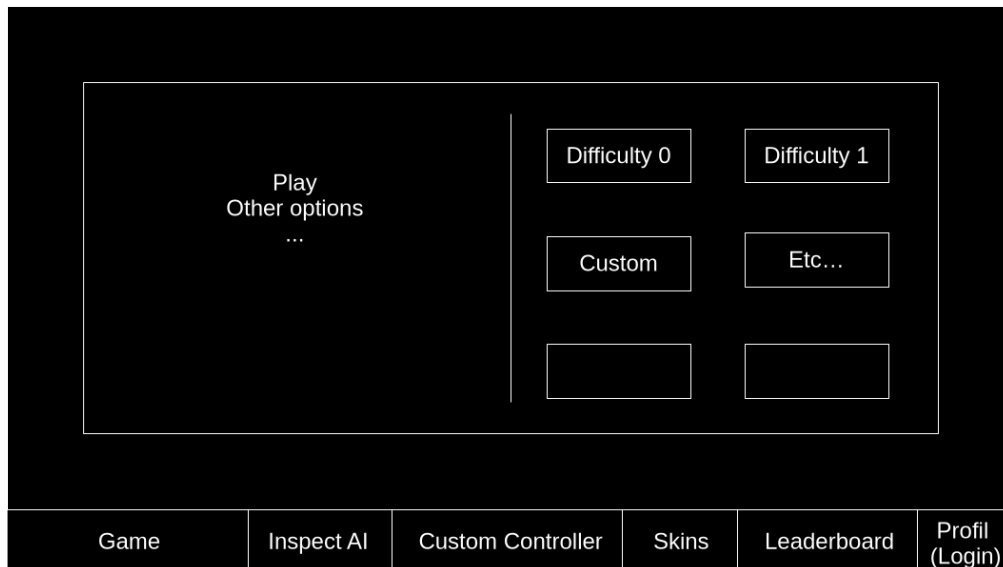 Play
Other options
...
Difficulty 0
Difficulty 1
Custom
Etc…
Game
Inspect AI
Custom Controller
Skins
Leaderboard
Profil
(Login)